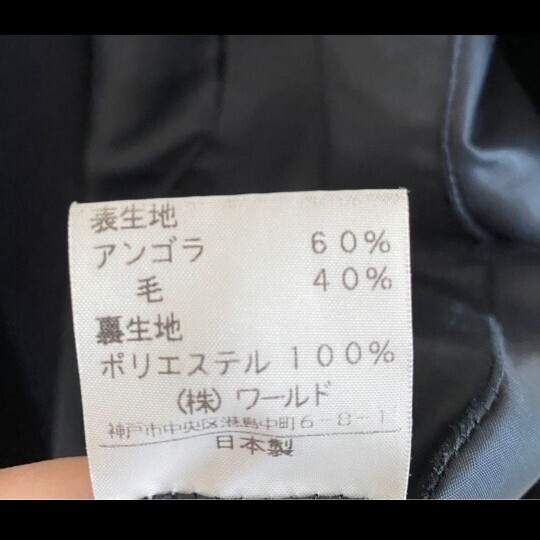 表生地
アンゴラ 60%
毛 40%
裏生地
ポリエステル 100%
(株)ワールド
神戸市中央区港島中町6-8-1
日本製